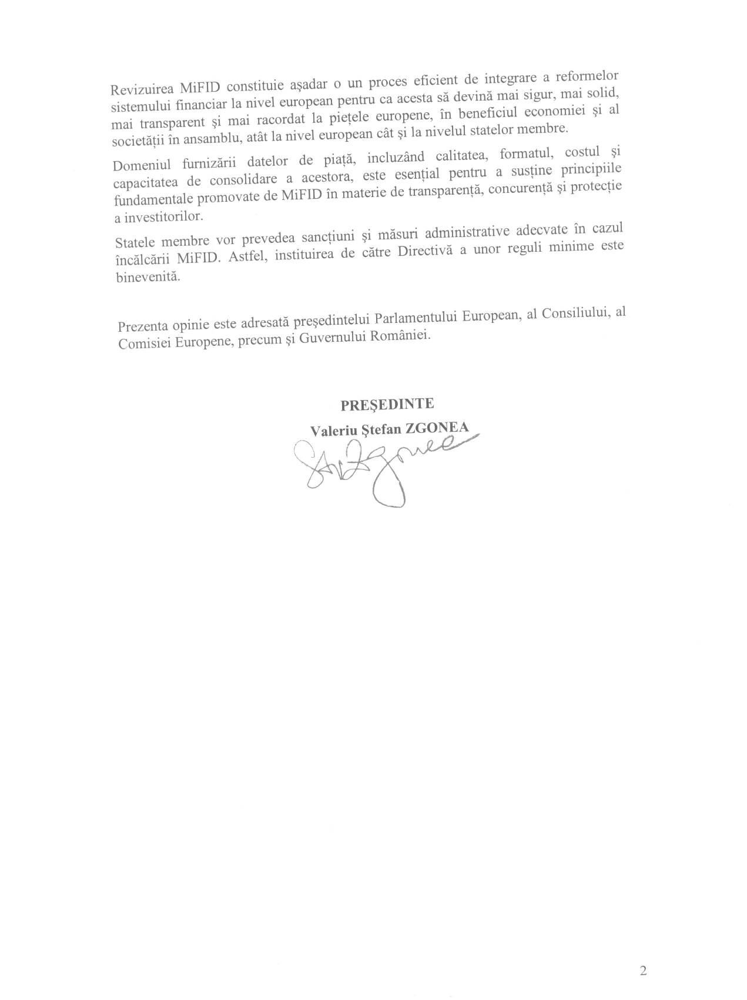 Revizuirea MiFID constituie aşadar o un proces eficient de integrare a reformelor
sistemului financiar la nivel european pentru ca acesta să devină mai sigur, mai solid,
mai transparent şi mai racordat la pieţele europene, în beneficiul economiei şi al
societăţii în ansamblu, atât la nivel european cât şi la nivelul statelor membre.
Domeniul furnizării datelor de piaţă, incluzând calitatea, formatul, costul şi
capacitatea de consolidare a acestora, este esenţial pentru a susţine principiile
fundamentale promovate de MiFID în materie de transparenţă, concurenţă şi protecţie
a investitorilor.
Statele membre vor prevedea sancţiuni şi măsuri administrative adecvate în cazul
încălcării MiFID. Astfel, instituirea de către Directivă a unor reguli minime este
binevenită.
Prezenta opinie este adresată preşedintelui Parlamentului European, al Consiliului, al
Comisiei Europene, precum şi Guvernului României.
PREŞEDINTE
Valeriu Ştefan ZGONEA
2